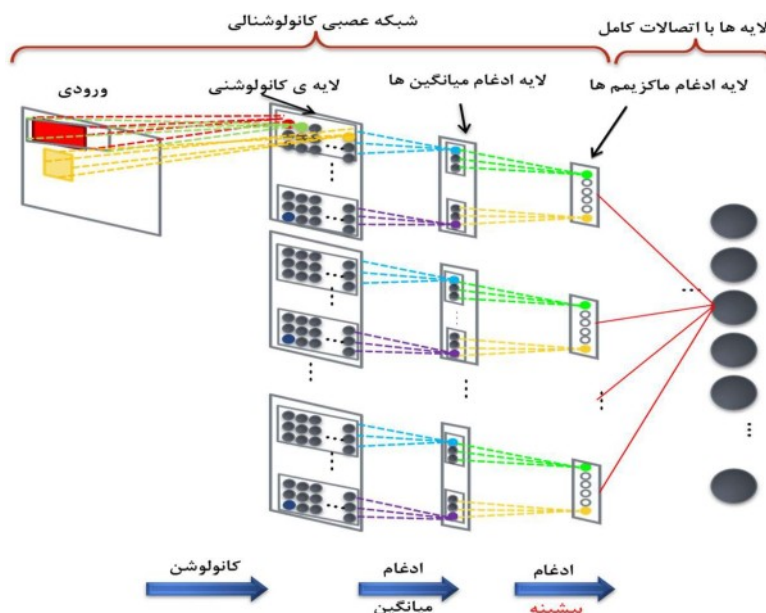 شبکه عصبی کانولوشنالی
لایه ها با اتصالات کامل
ورودی
لایه ی کانولوشنی
لایه ادغام میانگین ها
لایه ادغام ماکزیمم ها
کانولوشن
ادغام
میانگین
ادغام
بیشینه